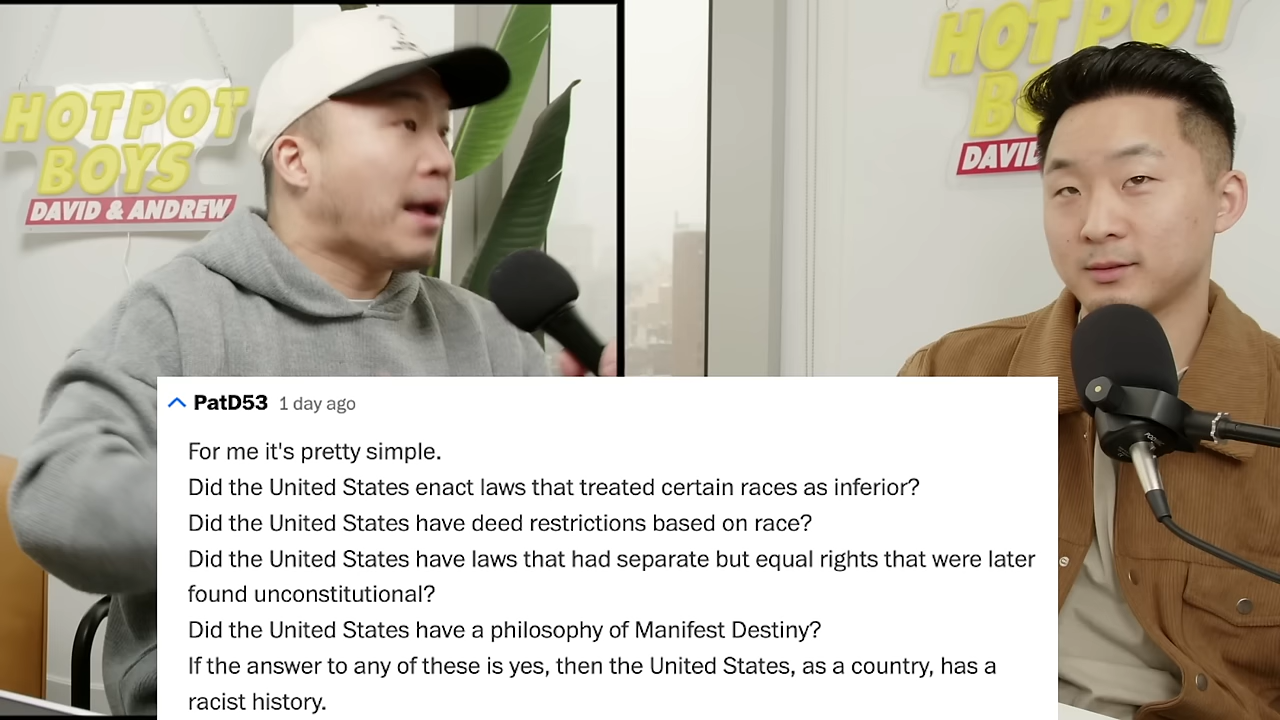 HOTPOT
BOYS
DAVID & ANDREW
HOT POT
PatD53 1 day ago
For me it's pretty simple.
Did the United States enact laws that treated certain races as inferior?
Did the United States have deed restrictions based on race?
Did the United States have laws that had separate but equal rights that were later
found unconstitutional?
Did the United States have a philosophy of Manifest Destiny?
If the answer to any of these is yes, then the United States, as a country, has a
racist history.